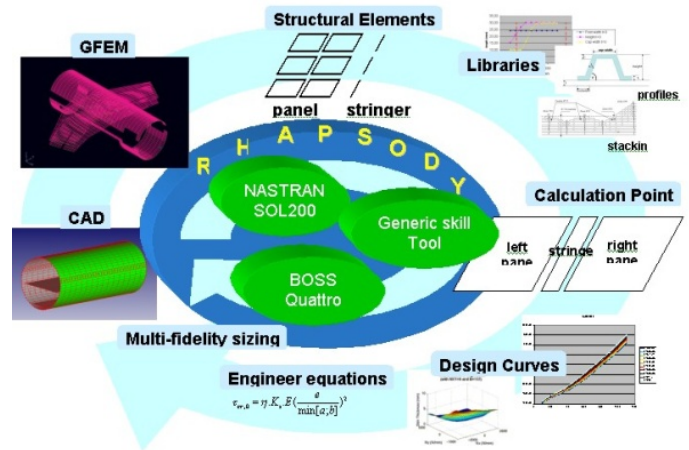 Structural Elements
GFEM
Libraries
panel stringer
profiles
stackin
RHAPSODY
NASTRAN
SOL200
Generic skill
Tool
BOSS
Quattro
CAD
Calculation Point
left
pane
stringe
right
pane
Multi-fidelity sizing
Engineer equations
Design Curves